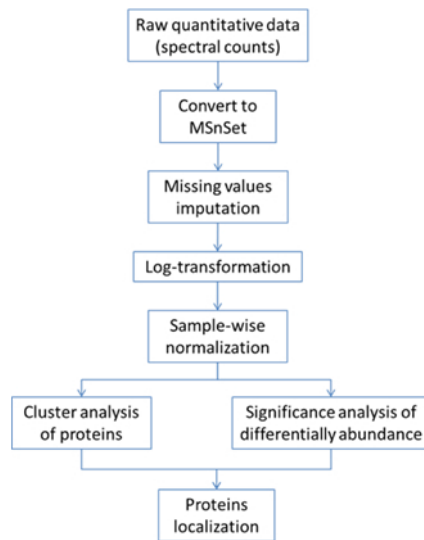 Raw quantitative data
(spectral counts)
Convert to
MSnSet
Missing values
imputation
Log-transformation
Sample-wise
normalization
Cluster analysis
of proteins
Significance analysis of
differentially abundance
Proteins
localization